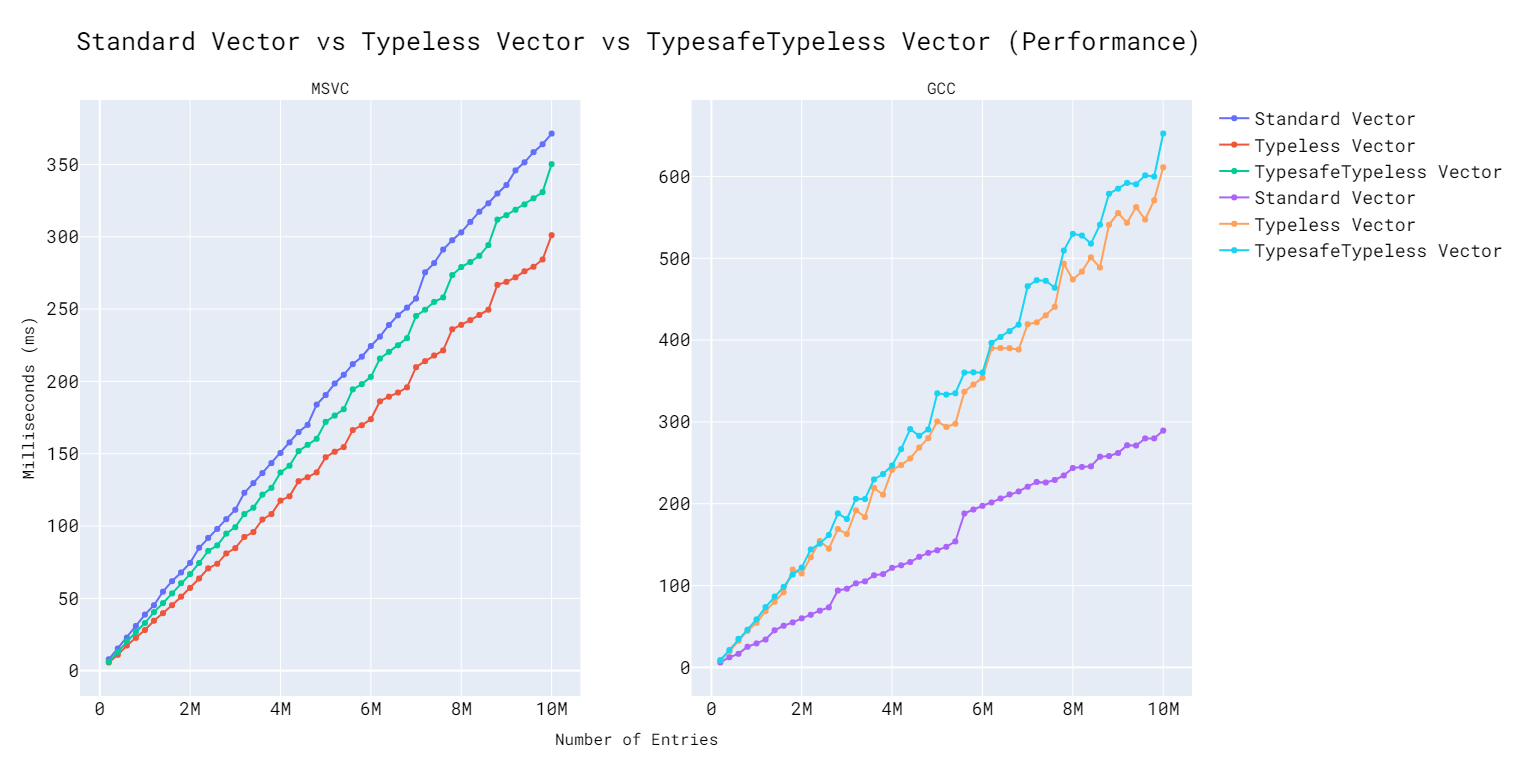 Standard Vector vs Typeless Vector vs TypesafeTypeless Vector (Performance)
MSVC
GCC
Milliseconds (ms)
350
300
250
200
150
100
50
0
0 2M 4M 6M 8M 10M
600
500
400
300
200
100
0
0 2M 4M 6M 8M 10M
Number of Entries
Standard Vector
Typeless Vector
TypesafeTypeless Vector
Standard Vector
Typeless Vector
TypesafeTypeless Vector